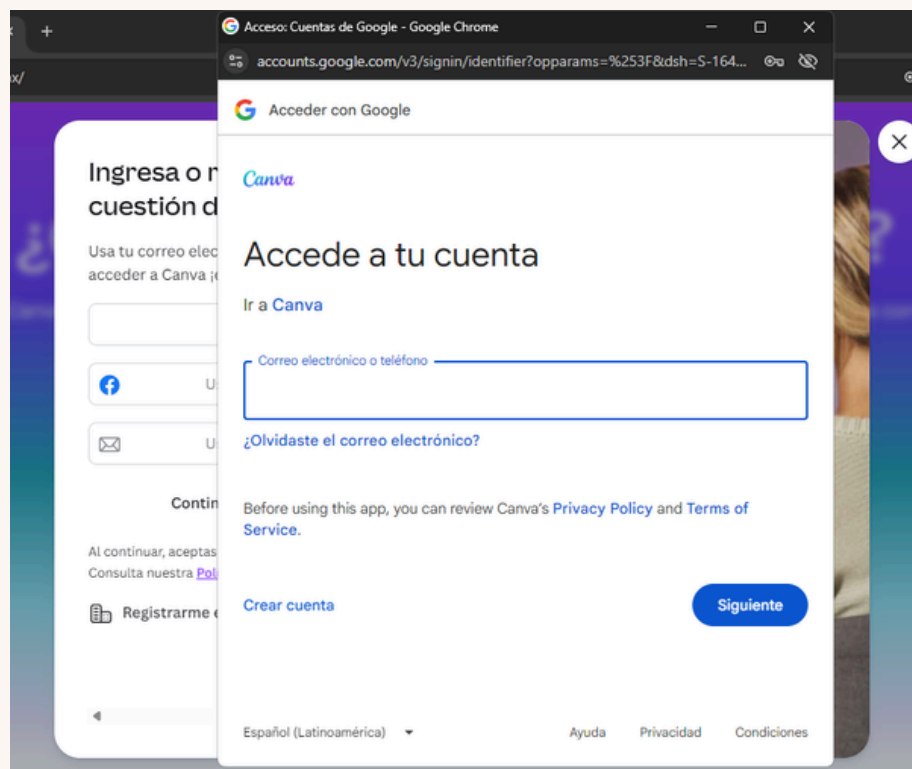 Acceso: Cuentas de Google - Google Chrome
accounts.google.com/v3/signin/identifier?opparams=%253F&dsh=S-164...
x/
Acceder con Google
Canva
Accede a tu cuenta
Ir a Canva
Correo electrónico o teléfono
¿Olvidaste el correo electrónico?
Before using this app, you can review Canva's Privacy Policy and Terms of
Service.
Crear cuenta
Siguiente
Español (Latinoamérica)
Ayuda
Privacidad
Condiciones
Ingresa o r
cuestión d
Usa tu correo elec
acceder a Canva ¡
U
U
Contin
Al continuar, aceptas
Consulta nuestra Pol
Registrarme e